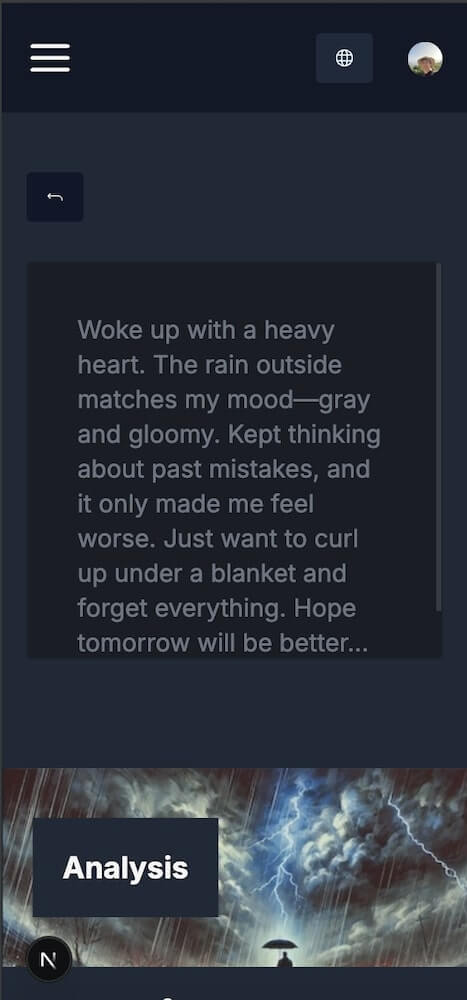 Woke up with a heavy
heart. The rain outside
matches my mood—gray
and gloomy. Kept thinking
about past mistakes, and
it only made me feel
worse. Just want to curl
up under a blanket and
forget everything. Hope
tomorrow will be better...
Analysis
N